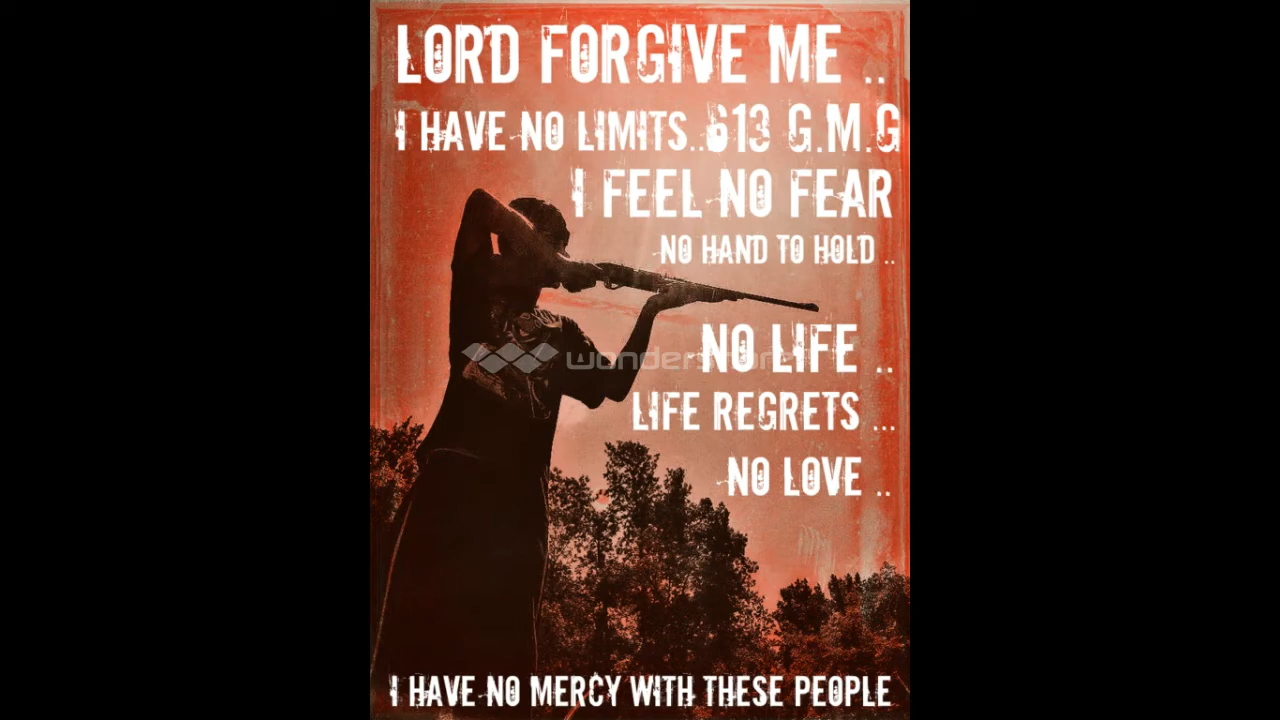 LORD FORGIVE ME ..
I HAVE NO LIMITS..613 G.M.G
I FEEL NO FEAR
NO HAND TO HOLD ..
NO LIFE ..
wondershare
LIFE REGRETS ...
NO LOVE ..
I HAVE NO MERCY WITH THESE PEOPLE